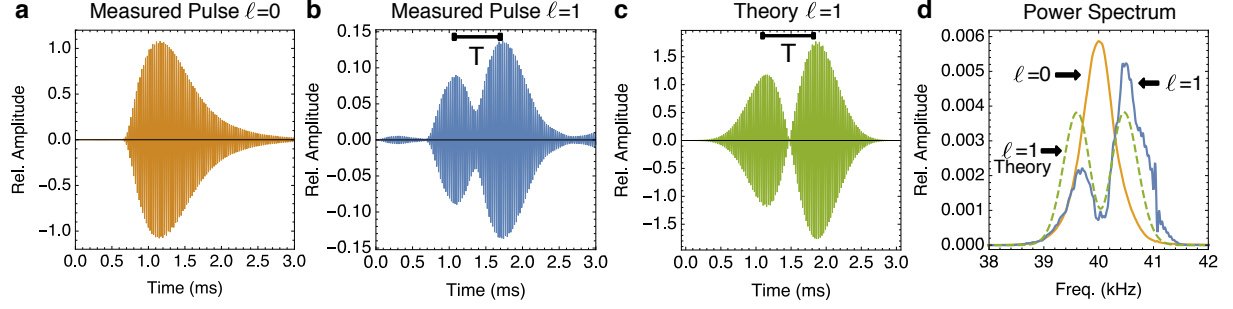 a Measured Pulse ℓ=0
Rel. Amplitude
1.0
0.5
0.0
−0.5
−1.0
0.0 0.5 1.0 1.5 2.0 2.5 3.0
Time (ms)
b Measured Pulse ℓ=1
Rel. Amplitude
0.15
0.10
0.05
0.00
−0.05
−0.10
−0.15
T
0.0 0.5 1.0 1.5 2.0 2.5 3.0
Time (ms)
c Theory ℓ=1
Rel. Amplitude
1.5
1.0
0.5
0.0
−0.5
−1.0
−1.5
T
0.0 0.5 1.0 1.5 2.0 2.5 3.0
Time (ms)
d Power Spectrum
Rel. Amplitude
0.006
0.005
0.004
0.003
0.002
0.001
0.000
ℓ=0
ℓ=1
ℓ=1
Theory
38 39 40 41 42
Freq. (kHz)